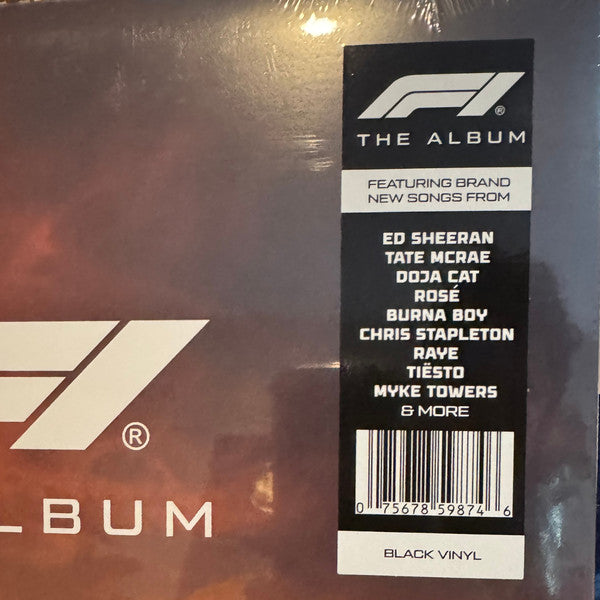 F1®
THE ALBUM
FEATURING BRAND
NEW SONGS FROM
ED SHEERAN
TATE MCRAE
DOJA CAT
ROSÉ
BURNA BOY
CHRIS STAPLETON
RAYE
TIËSTO
MYKE TOWERS
& MORE
0 75678 59874 6
BLACK VINYL
F1®
LBUM